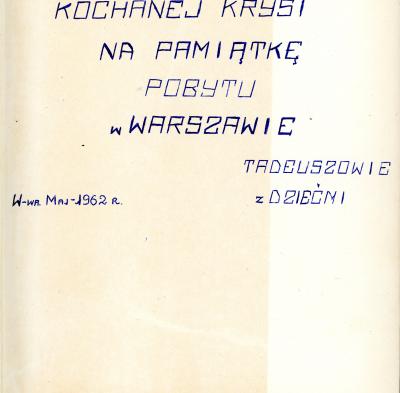 KOCHANEJ KRYSI
NA PAMIĄTKĘ
POBYTU
W WARSZAWIE
TADEUSZOWIE
Z DZIEĆMI
W-WA MAJ-1962 R.